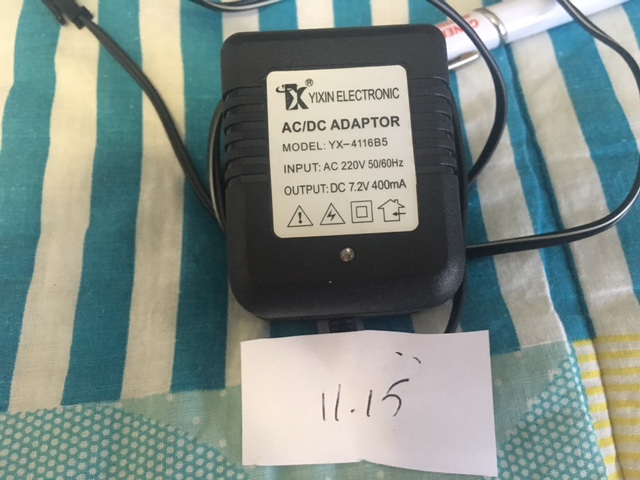 ® YIXIN ELECTRONIC
AC/DC ADAPTOR
MODEL: YX-4116B5
INPUT: AC 220V 50/60Hz
OUTPUT: DC 7.2V 400mA
11.15